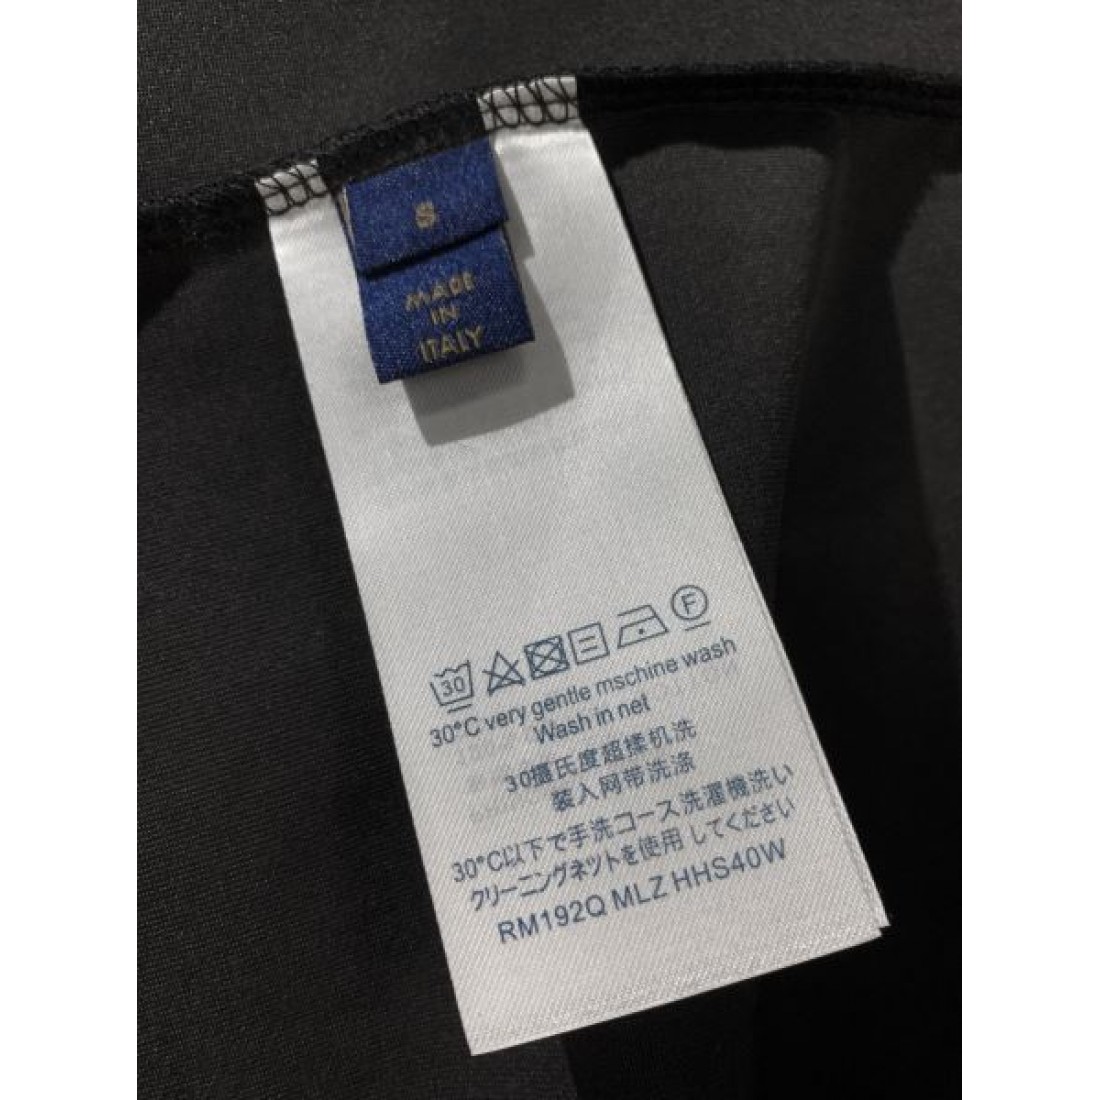 S
MADE
IN
ITALY
30 F
30°C very gentle mschine wash
Wash in net
30摄氏度超揉机洗
装入网带洗涤
30°C以下で手洗コース洗濯機洗い
クリーニングネットを使用 してください
RM192Q MLZ HHS40W